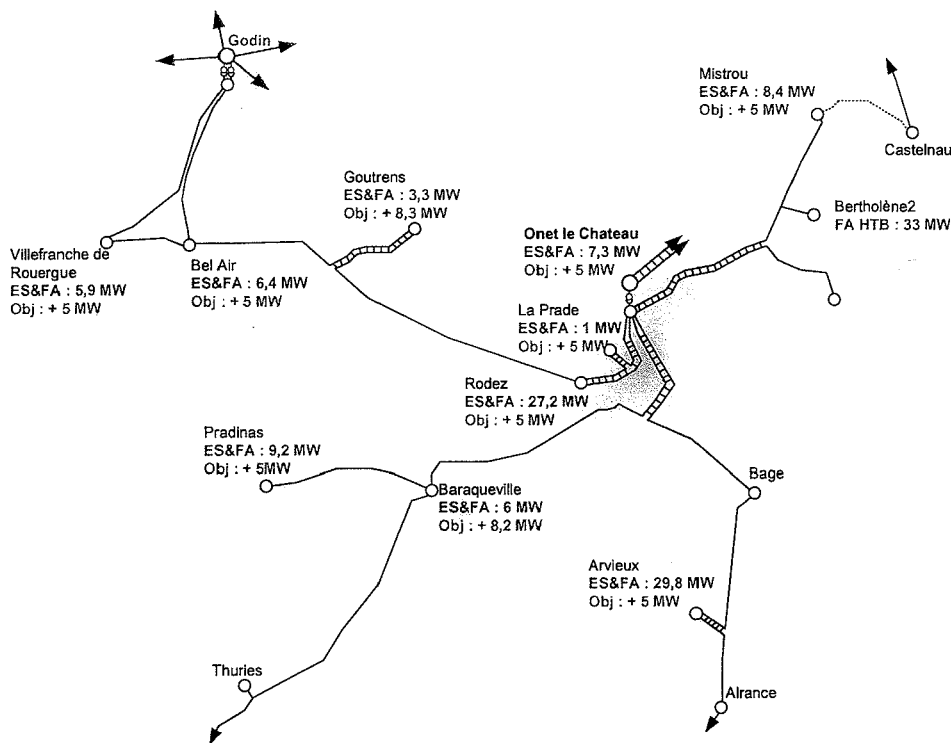 Godin
Mistrou
ES&FA : 8,4 MW
Obj : + 5 MW
Castelnau
Goutrens
ES&FA : 3,3 MW
Obj : + 8,3 MW
Bertholène2
FA HTB : 33 MW
Onet le Chateau
ES&FA : 7,3 MW
Obj : + 5 MW
Villefranche de
Rouergue
ES&FA : 5,9 MW
Obj : + 5 MW
Bel Air
ES&FA : 6,4 MW
Obj : + 5 MW
La Prade
ES&FA : 1 MW
Obj : + 5 MW
Rodez
ES&FA : 27,2 MW
Obj : + 5 MW
Pradinas
ES&FA : 9,2 MW
Obj : + 5MW
Baraqueville
ES&FA : 6 MW
Obj : + 8,2 MW
Bage
Arvieux
ES&FA : 29,8 MW
Obj : + 5 MW
Thuries
Alrance